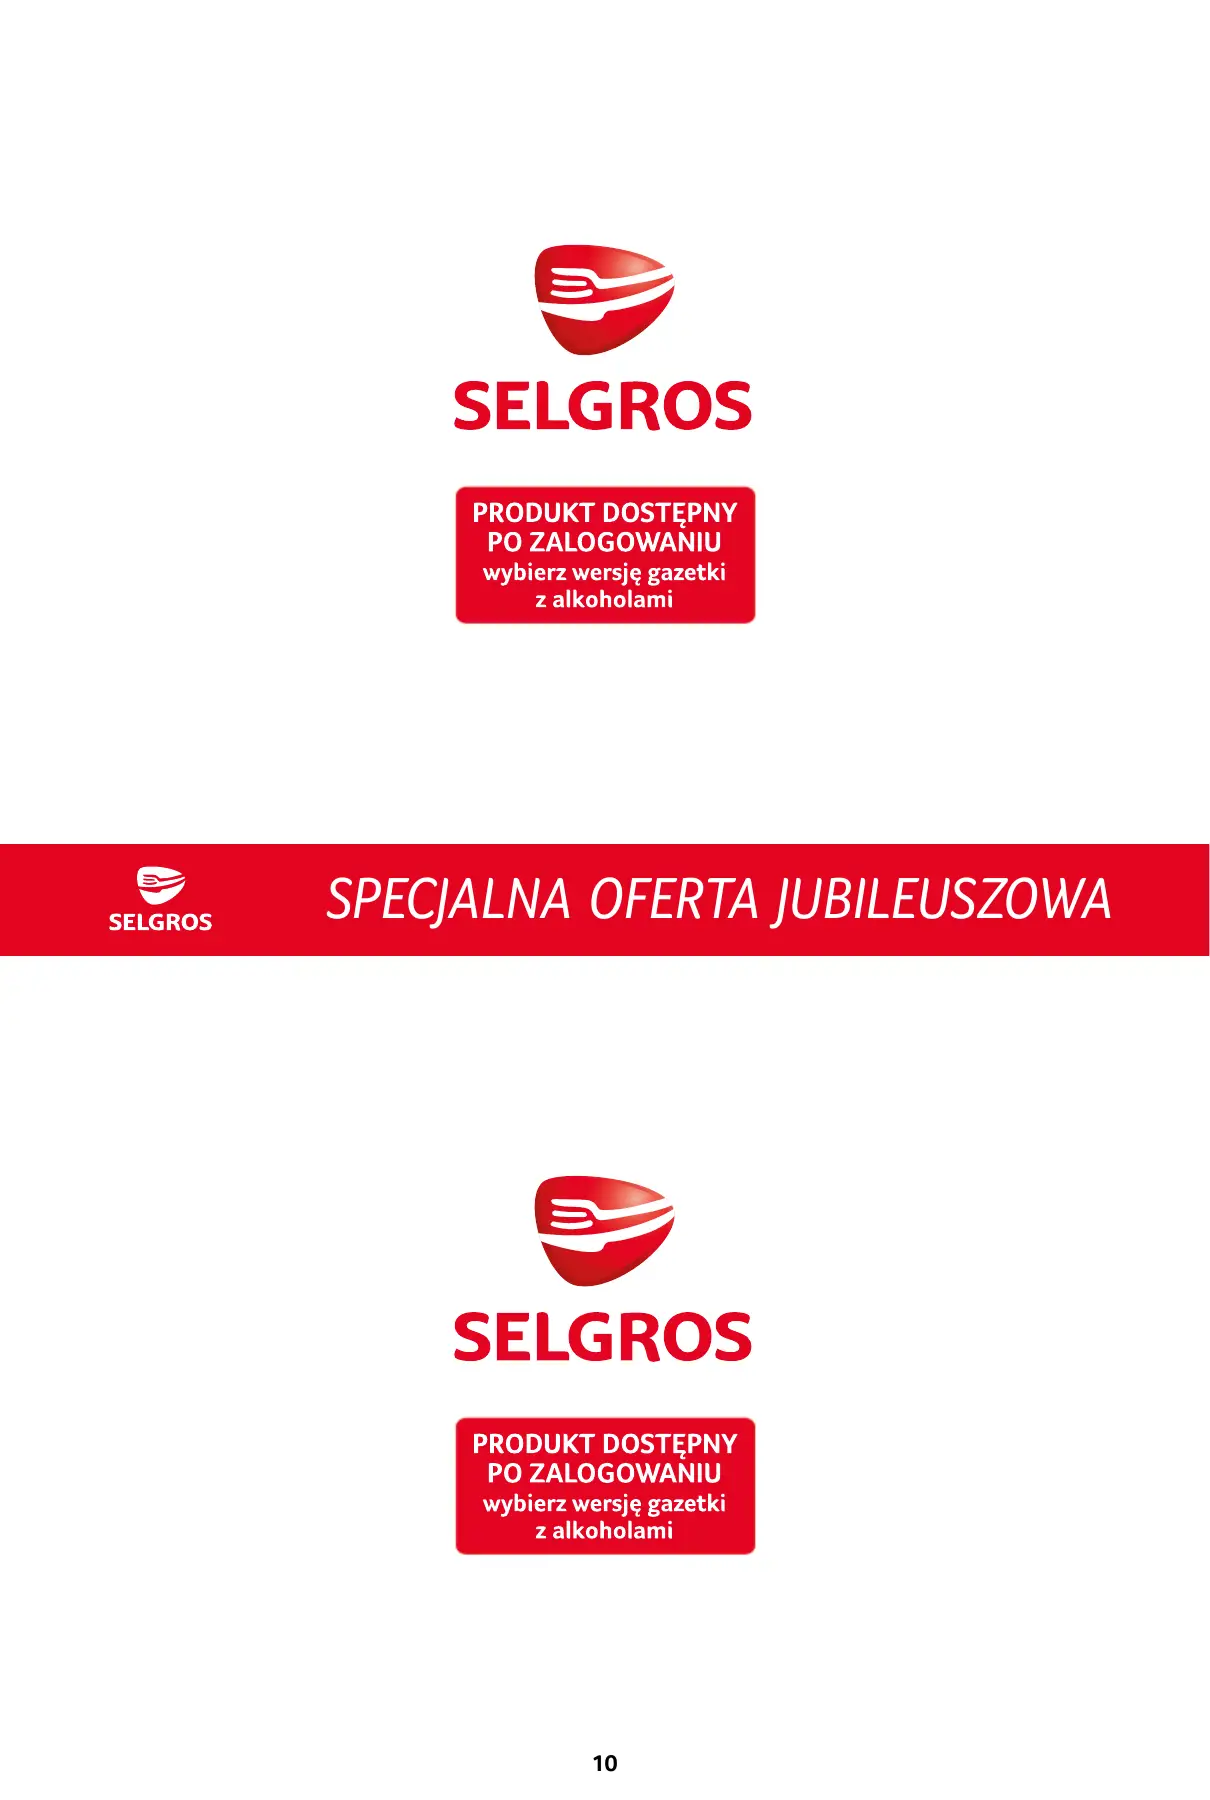 SELGROS
PRODUKT DOSTĘPNY
PO ZALOGOWANIU
wybierz wersję gazetki
z alkoholami
SELGROS
SPECJALNA OFERTA JUBILEUSZOWA
SELGROS
PRODUKT DOSTĘPNY
PO ZALOGOWANIU
wybierz wersję gazetki
z alkoholami
10